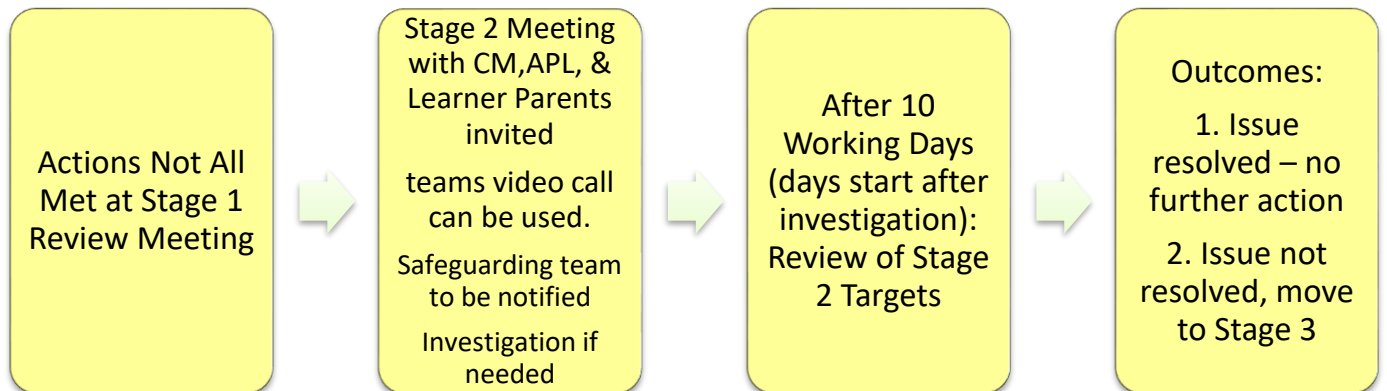 Actions Not All
Met at Stage 1
Review Meeting
Stage 2 Meeting
with CM,APL, &
Learner Parents
invited
teams video call
can be used.
Safeguarding team
to be notified
Investigation if
needed
After 10
Working Days
(days start after
investigation):
Review of Stage
2 Targets
Outcomes:
1. Issue
resolved – no
further action
2. Issue not
resolved, move
to Stage 3